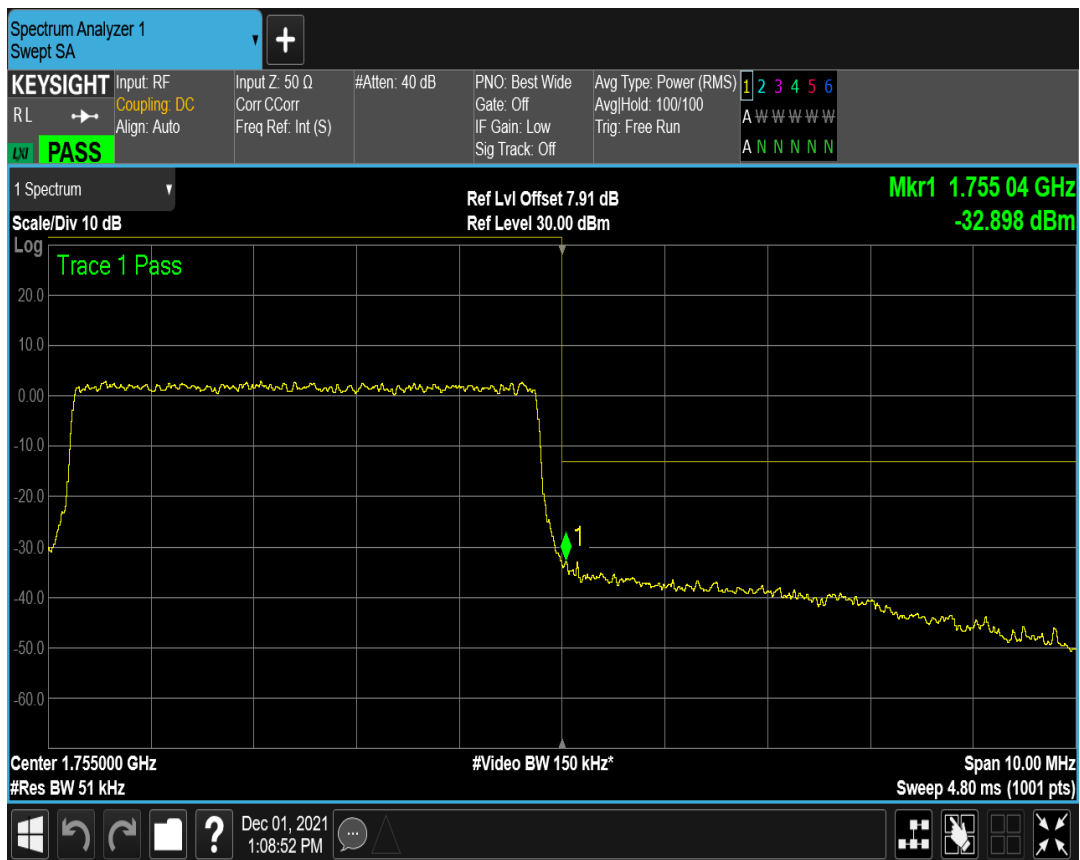 Spectrum Analyzer 1
Swept SA
+
KEYSIGHT
RL
LXI PASS
Input: RF
Coupling: DC
Align: Auto
Input Z: 50 Ω
Corr CCorr
Freq Ref: Int (S)
#Atten: 40 dB
PNO: Best Wide
Gate: Off
IF Gain: Low
Sig Track: Off
Avg Type: Power (RMS)
Avg|Hold: 100/100
Trig: Free Run
1 2 3 4 5 6
A W W W W W
A N N N N N
1 Spectrum
Scale/Div 10 dB
Ref Lvl Offset 7.91 dB
Ref Level 30.00 dBm
Mkr1 1.755 04 GHz
-32.898 dBm
Log
Trace 1 Pass
20.0
10.0
0.00
-10.0
-20.0
-30.0
-40.0
-50.0
-60.0
1
Center 1.755000 GHz
#Res BW 51 kHz
#Video BW 150 kHz*
Span 10.00 MHz
Sweep 4.80 ms (1001 pts)
?
Dec 01, 2021
1:08:52 PM